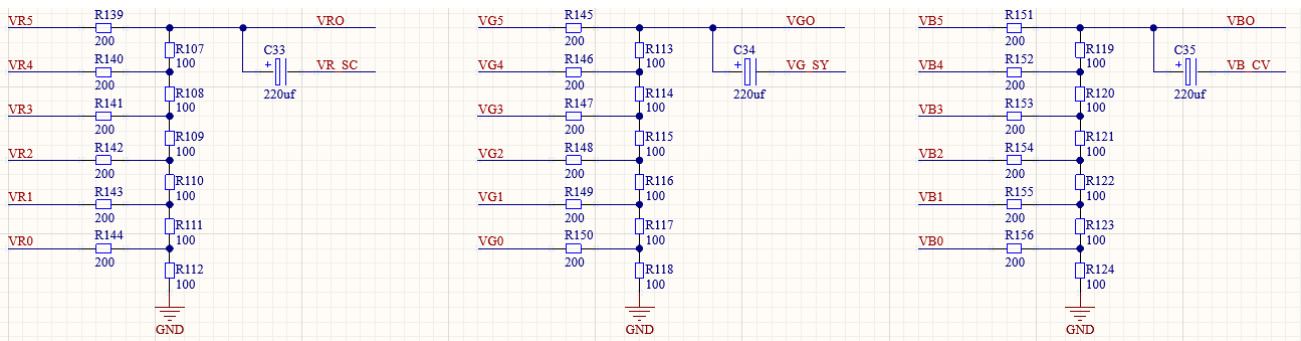 VR5 R139 VRO VG5 R145 VGO VB5 R151 VBO
200 R107 C33 200 R113 C34 200 R119 C35
VR4 R140 100 + VR SC VG4 R146 100 + VG SY VB4 R152 100 + VB CV
200 R108 220uf 200 R114 220uf 200 R120 220uf
VR3 R141 100 VG3 R147 100 VB3 R153 100
200 R109 200 R115 200 R121
VR2 R142 100 VG2 R148 100 VB2 R154 100
200 R110 200 R116 200 R122
VR1 R143 100 VG1 R149 100 VB1 R155 100
200 R111 200 R117 200 R123
VR0 R144 100 VG0 R150 100 VB0 R156 100
200 R112 200 R118 200 R124
100 100 100
GND GND GND